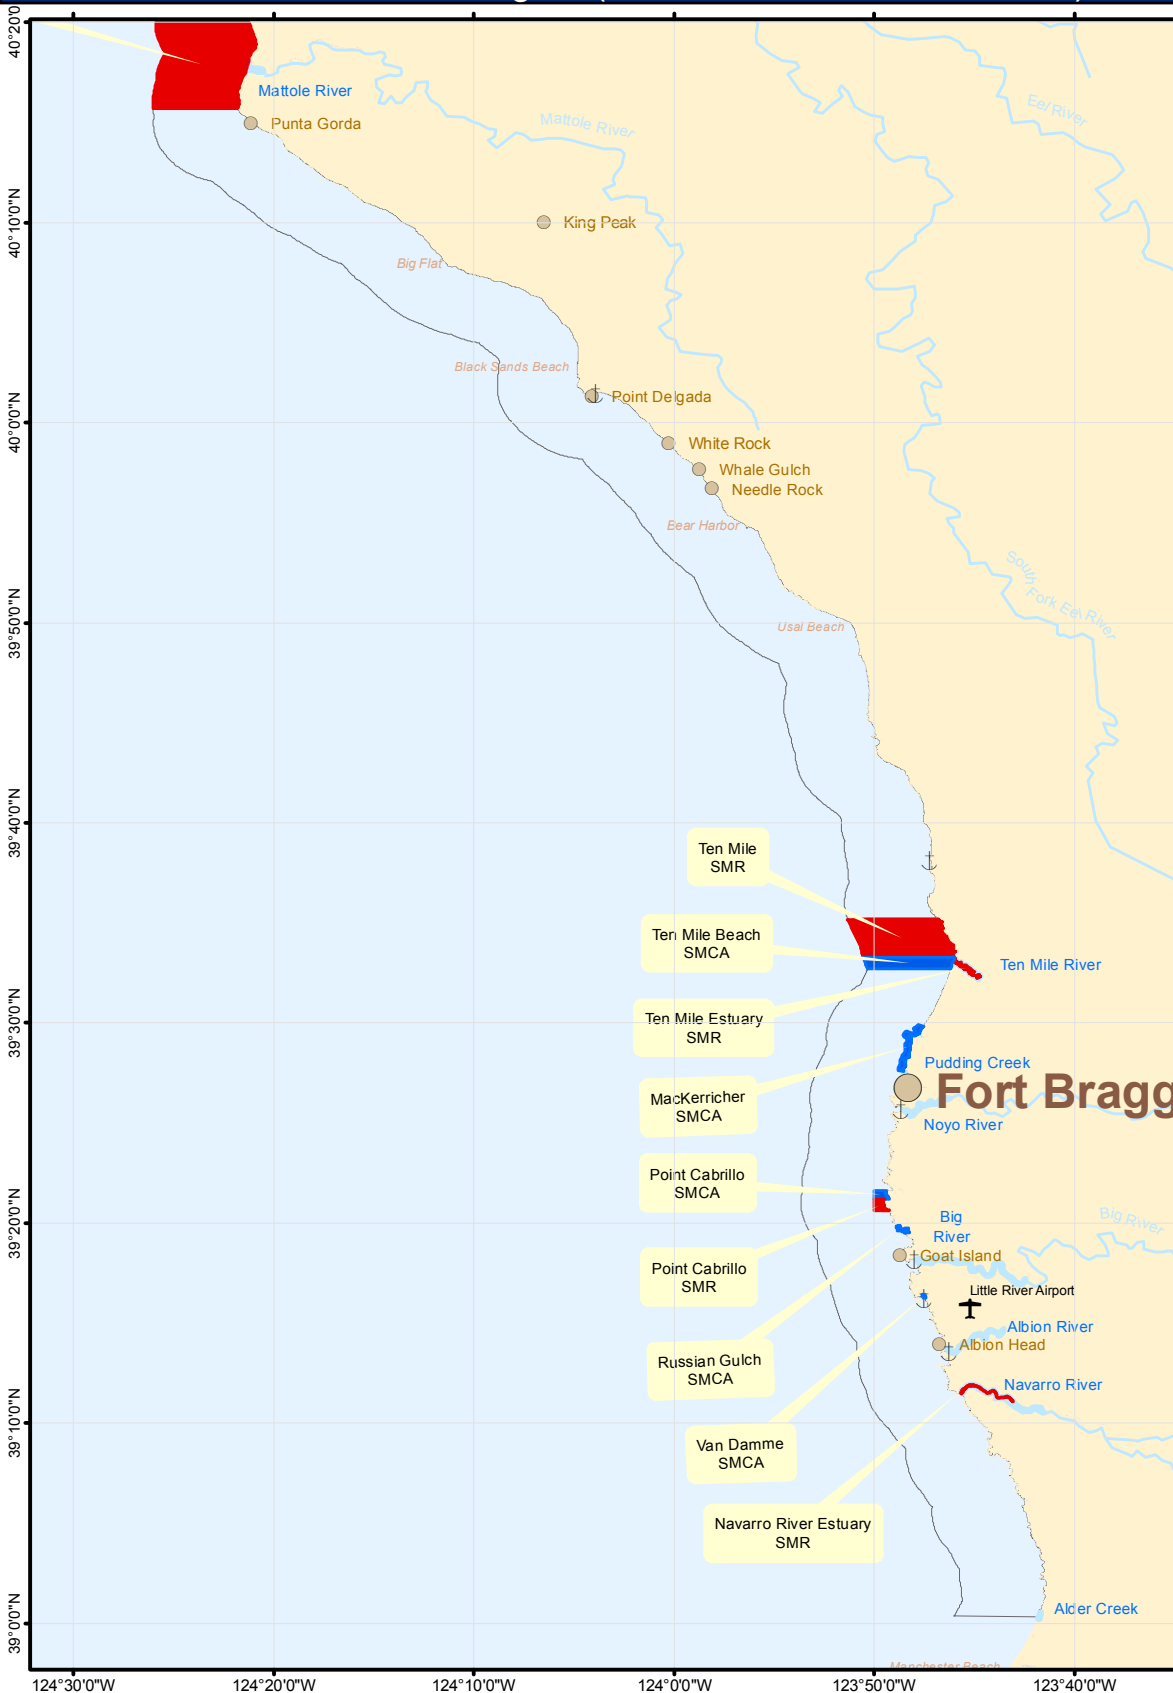 40°20'0
Mattole River
Punta Gorda
Mattole River
Eel River
40°10'0"N
King Peak
Big Flat
Black Sands Beach
Point Delgada
40°0'0"N
White Rock
Whale Gulch
Needle Rock
Bear Harbor
South
Fork Eel River
39°50'0"N
Usal Beach
39°40'0"N
Ten Mile
SMR
Ten Mile Beach
SMCA
Ten Mile River
39°30'0"N
Ten Mile Estuary
SMR
Pudding Creek
Fort Bragg
MacKerricher
SMCA
Noyo River
Point Cabrillo
SMCA
39°20'0"N
Big
River
Big River
Goat Island
Point Cabrillo
SMR
Little River Airport
Albion River
Albion Head
Russian Gulch
SMCA
Navarro River
39°10'0"N
Van Damme
SMCA
Navarro River Estuary
SMR
39°0'0"N
Alder Creek
Manchester Beach
124°30'0"W
124°20'0"W
124°10'0"W
124°0'0"W
123°50'0"W
123°40'0"W